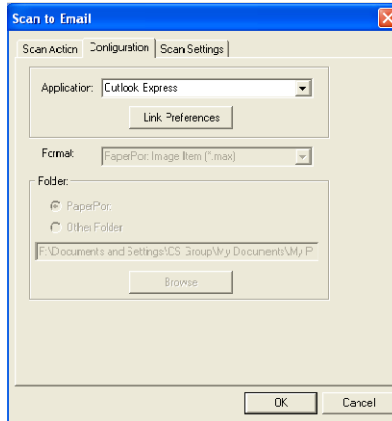 Scan to Email
Scan Action Configuration Scan Settings
Application: Outlook Express
Link Preferences
Format: PaperPort Image Item (*.max)
Folder:
PaperPort
Other Folder
F:\Documents and Settings\CS Group\My Documents\My P
Browse
OK Cancel